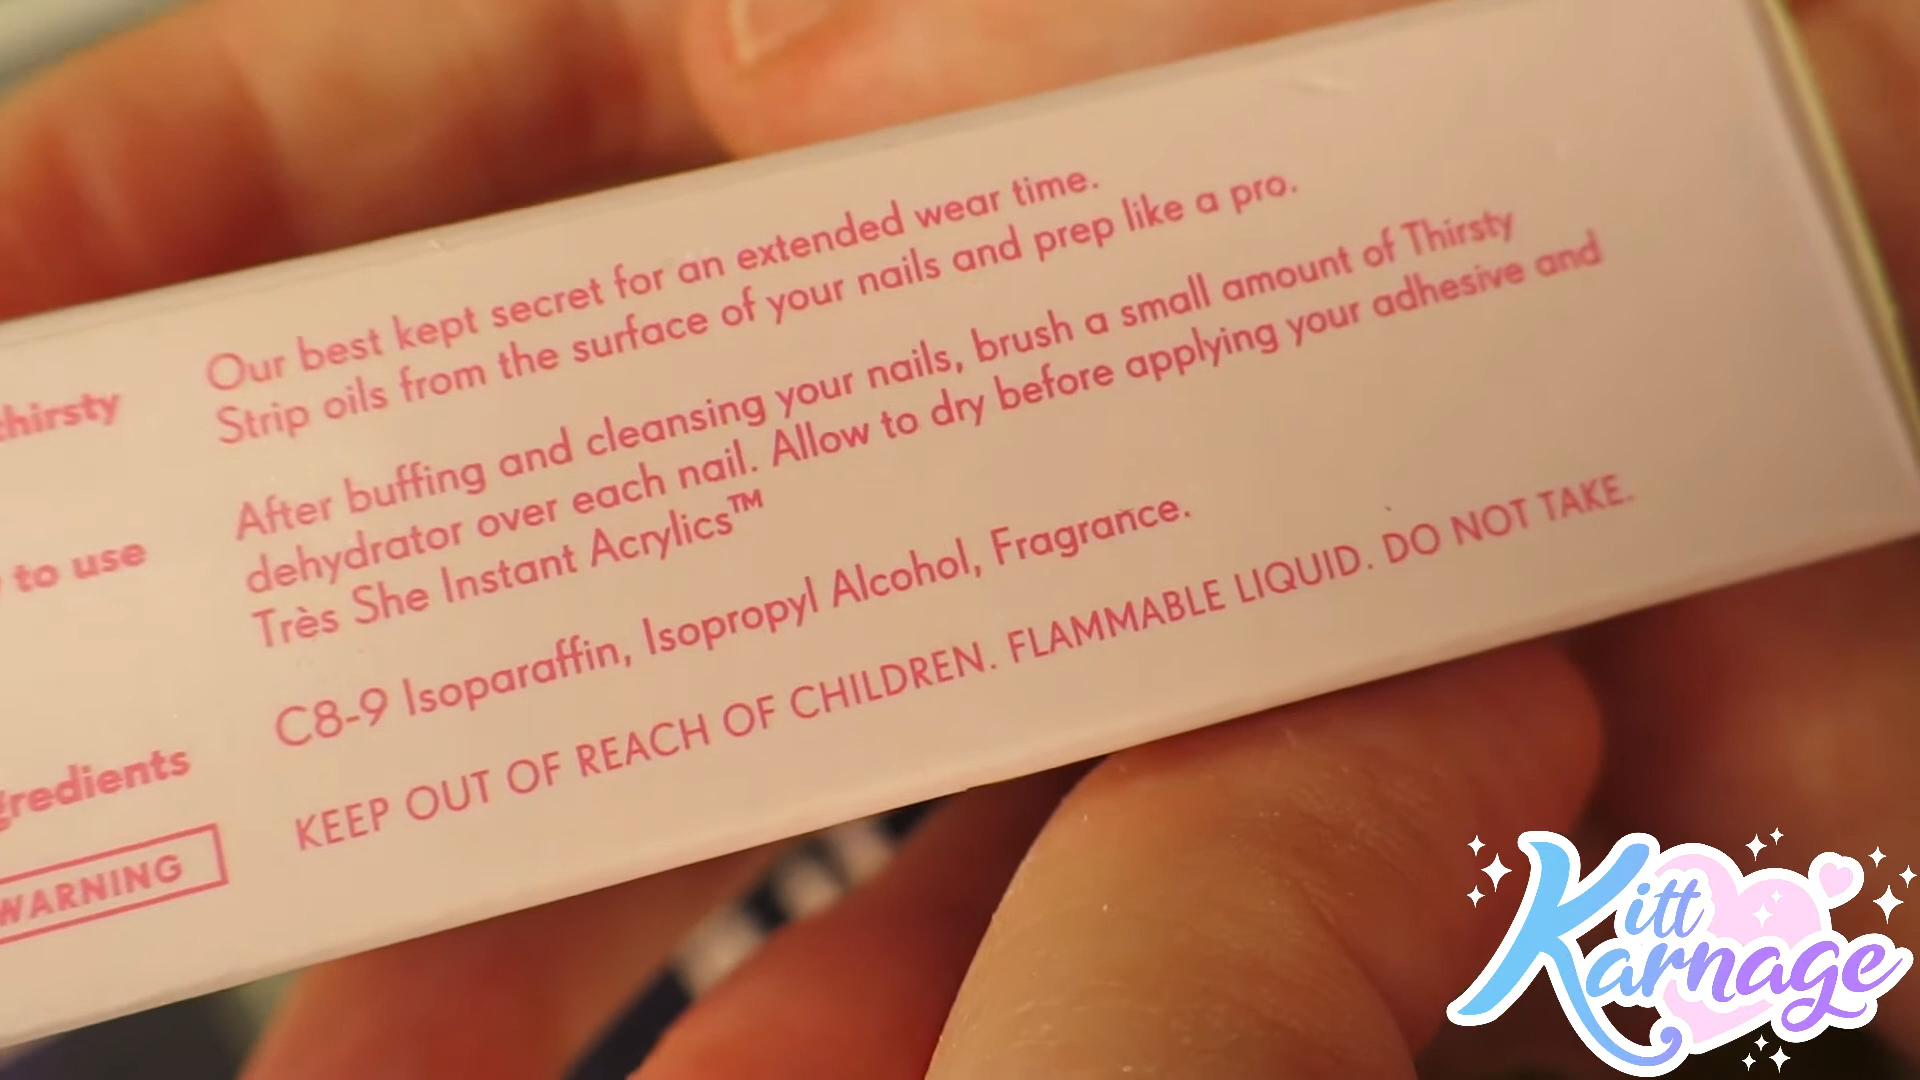 thirsty
Our best kept secret for an extended wear time.
Strip oils from the surface of your nails and prep like a pro.
to use
After buffing and cleansing your nails, brush a small amount of Thirsty
dehydrator over each nail. Allow to dry before applying your adhesive and
Très She Instant Acrylics™
gredients
C8-9 Isoparaffin, Isopropyl Alcohol, Fragrance.
WARNING
KEEP OUT OF REACH OF CHILDREN. FLAMMABLE LIQUID. DO NOT TAKE.
Kitt
Karnage